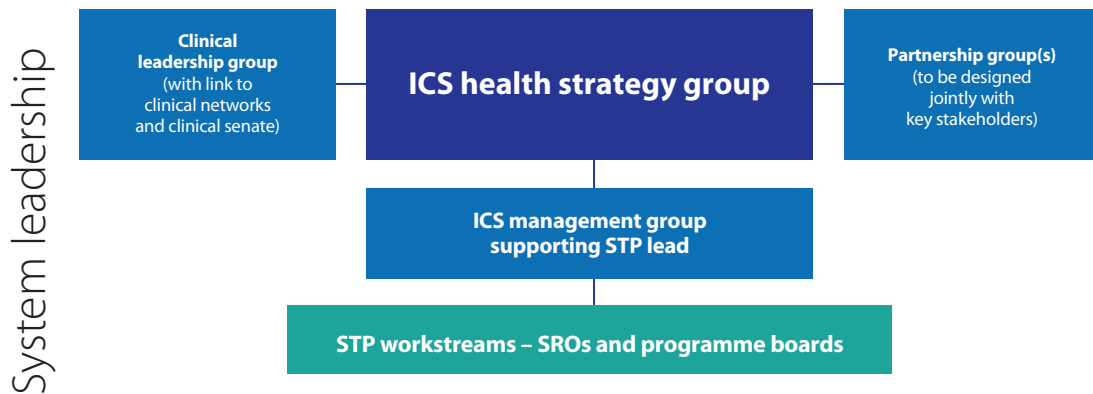 System leadership
Clinical
leadership group
(with link to
clinical networks
and clinical senate)
ICS health strategy group
Partnership group(s)
(to be designed
jointly with
key stakeholders)
ICS management group
supporting STP lead
STP workstreams – SROs and programme boards